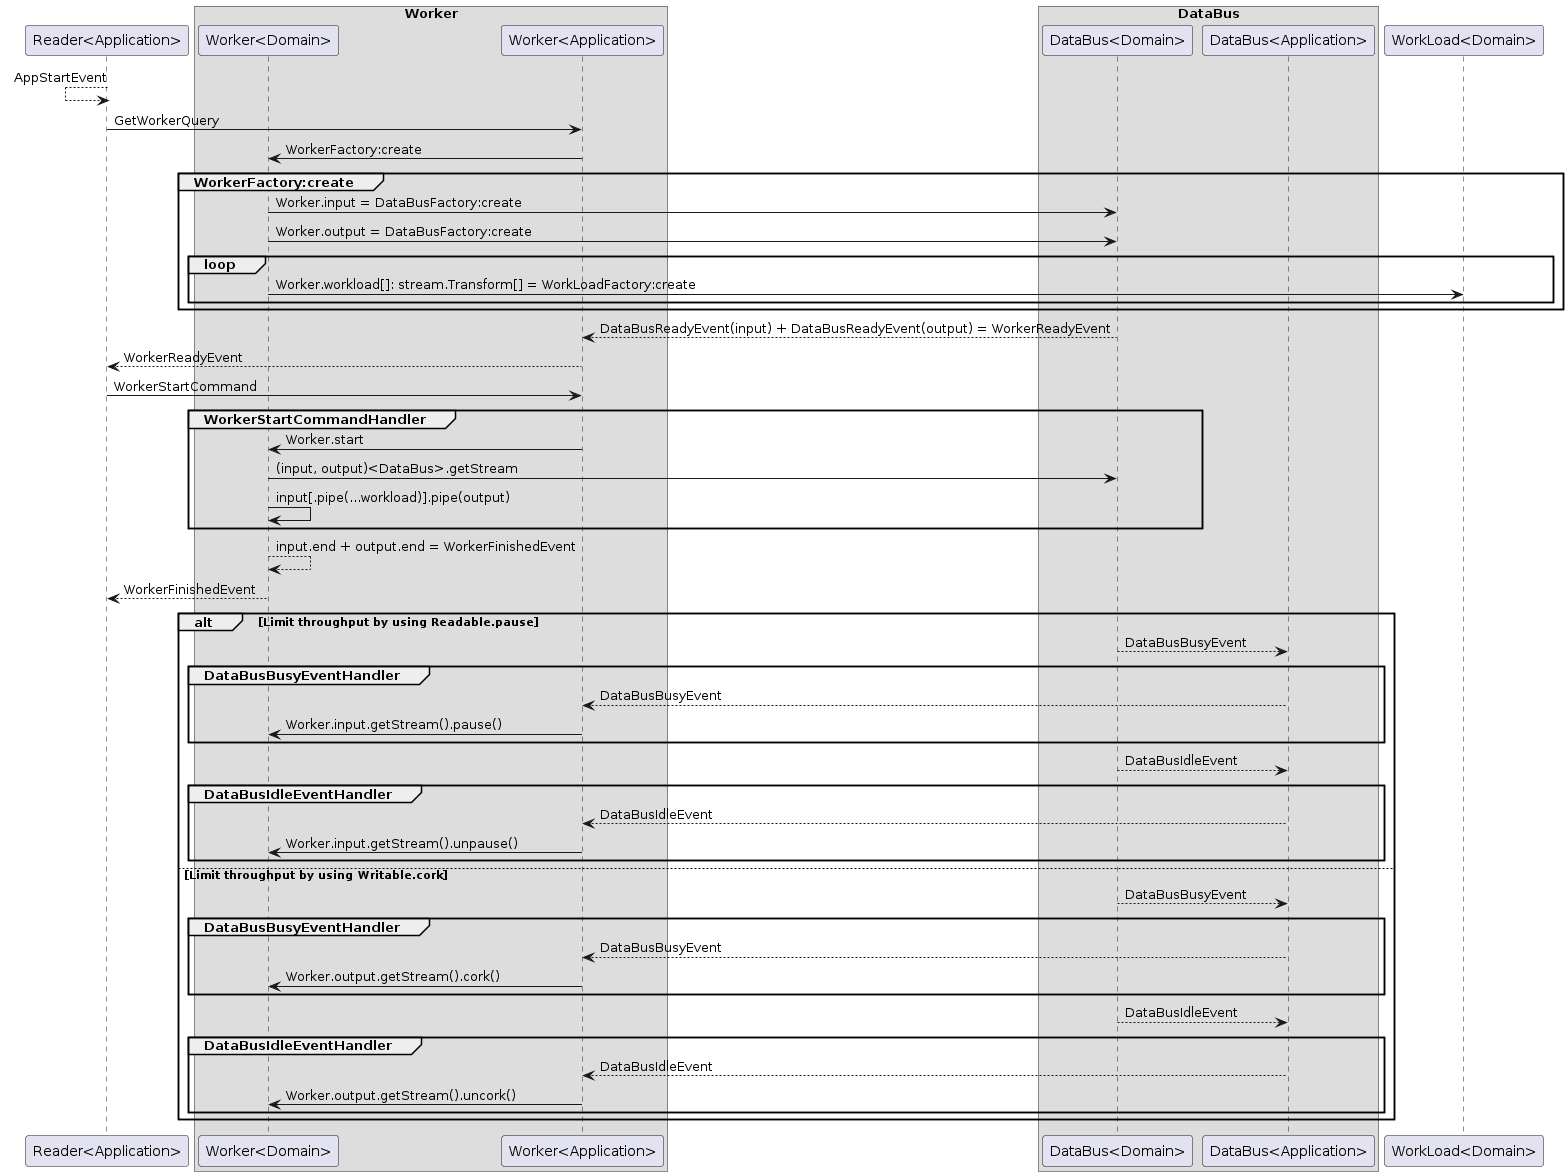 Worker
DataBus
Reader<Application>
Worker<Domain>
Worker<Application>
DataBus<Domain>
DataBus<Application>
WorkLoad<Domain>
AppStartEvent
GetWorkerQuery
WorkerFactory:create
WorkerFactory:create
Worker.input = DataBusFactory:create
Worker.output = DataBusFactory:create
loop
Worker.workload[]: stream.Transform[] = WorkLoadFactory:create
DataBusReadyEvent(input) + DataBusReadyEvent(output) = WorkerReadyEvent
WorkerReadyEvent
WorkerStartCommand
WorkerStartCommandHandler
Worker.start
(input, output)<DataBus>.getStream
input[.pipe(...workload)].pipe(output)
input.end + output.end = WorkerFinishedEvent
WorkerFinishedEvent
alt
[Limit throughput by using Readable.pause]
DataBusBusyEvent
DataBusBusyEventHandler
DataBusBusyEvent
Worker.input.getStream().pause()
DataBusIdleEvent
DataBusIdleEventHandler
DataBusIdleEvent
Worker.input.getStream().unpause()
[Limit throughput by using Writable.cork]
DataBusBusyEvent
DataBusBusyEventHandler
DataBusBusyEvent
Worker.output.getStream().cork()
DataBusIdleEvent
DataBusIdleEventHandler
DataBusIdleEvent
Worker.output.getStream().uncork()
Reader<Application>
Worker<Domain>
Worker<Application>
DataBus<Domain>
DataBus<Application>
WorkLoad<Domain>